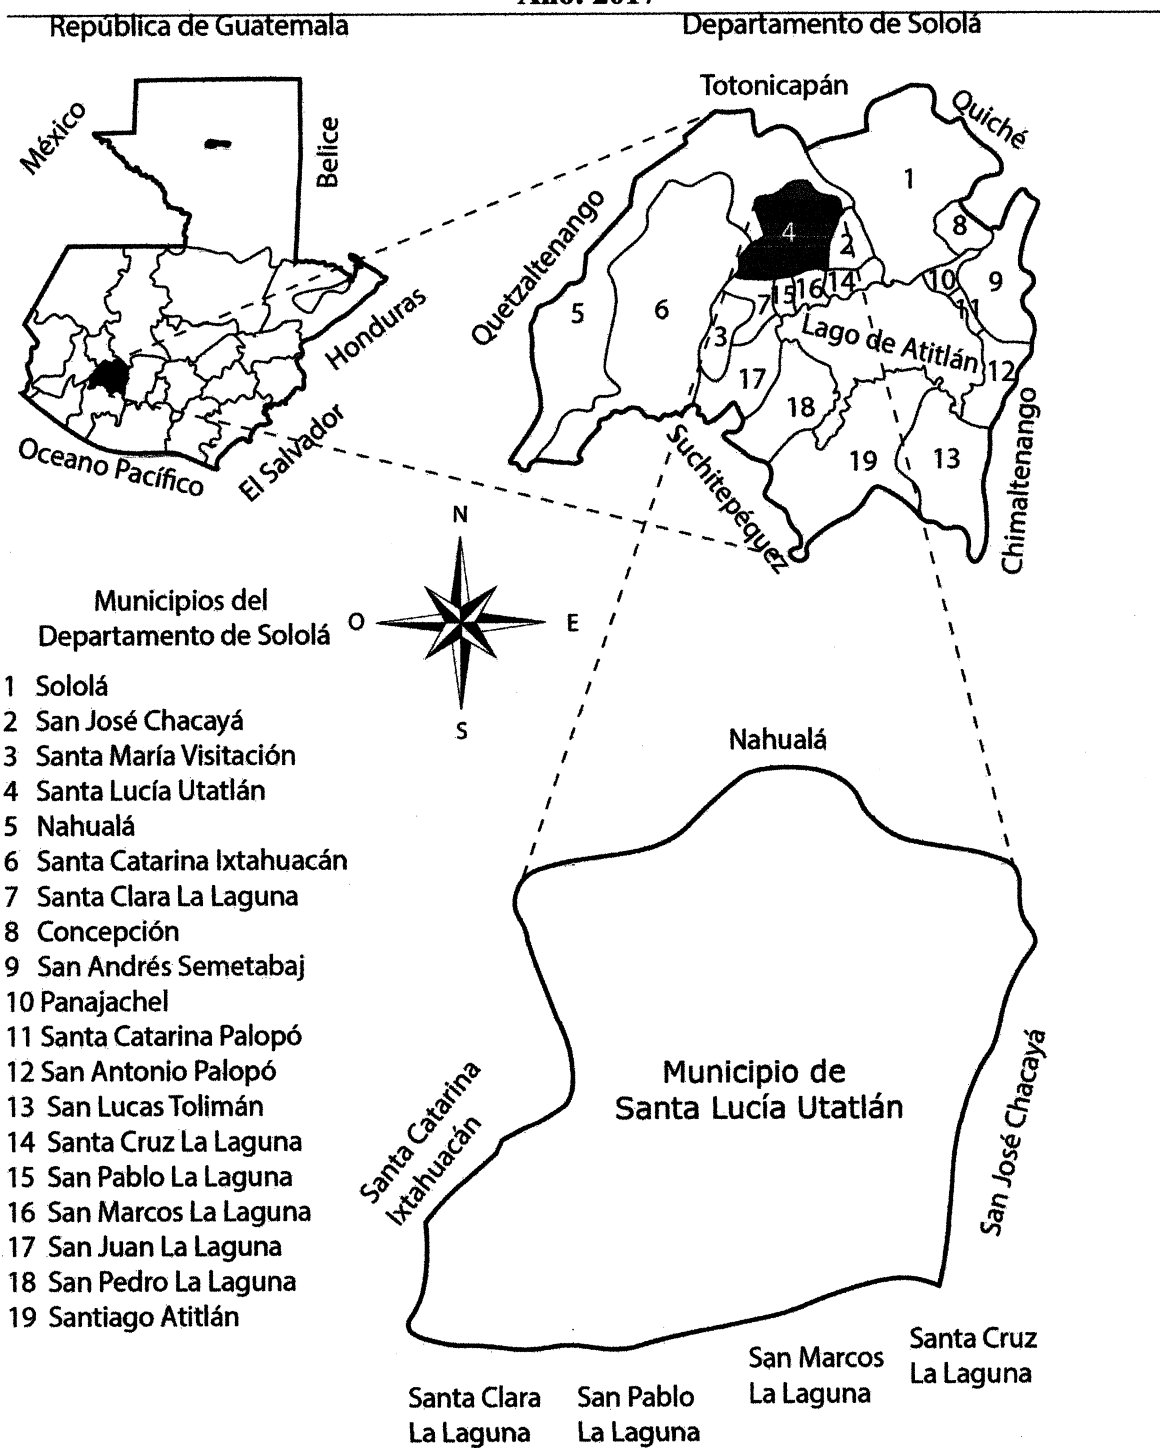 Año: 2017
República de Guatemala
Departamento de Sololá
México
Belice
Honduras
El Salvador
Oceano Pacífico
Totonicapán
Quiché
Quetzaltenango
Suchitepéquez
Chimaltenango
Lago de Atitlán
1
2
3
4
5
6
7
8
9
10
11
12
13
14
15
16
17
18
19
N
O
E
S
Municipios del
Departamento de Sololá
1 Sololá
2 San José Chacayá
3 Santa María Visitación
4 Santa Lucía Utatlán
5 Nahualá
6 Santa Catarina Ixtahuacán
7 Santa Clara La Laguna
8 Concepción
9 San Andrés Semetabaj
10 Panajachel
11 Santa Catarina Palopó
12 San Antonio Palopó
13 San Lucas Tolimán
14 Santa Cruz La Laguna
15 San Pablo La Laguna
16 San Marcos La Laguna
17 San Juan La Laguna
18 San Pedro La Laguna
19 Santiago Atitlán
Nahualá
Santa Catarina
Ixtahuacán
Municipio de
Santa Lucía Utatlán
San José Chacayá
Santa Clara
La Laguna
San Pablo
La Laguna
San Marcos
La Laguna
Santa Cruz
La Laguna